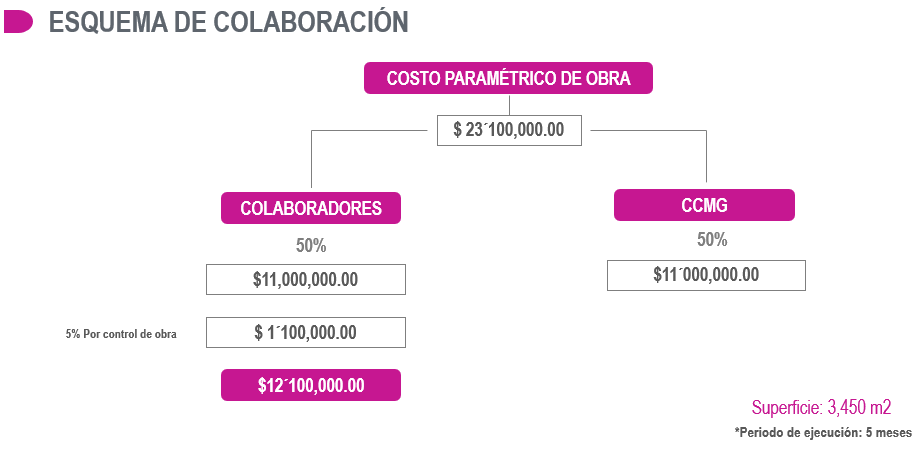 ESQUEMA DE COLABORACIÓN
COSTO PARAMÉTRICO DE OBRA
$ 23´100,000.00
COLABORADORES
50%
$11,000,000.00
5% Por control de obra
$ 1´100,000.00
$12´100,000.00
CCMG
50%
$11´000,000.00
Superficie: 3,450 m2
*Periodo de ejecución: 5 meses